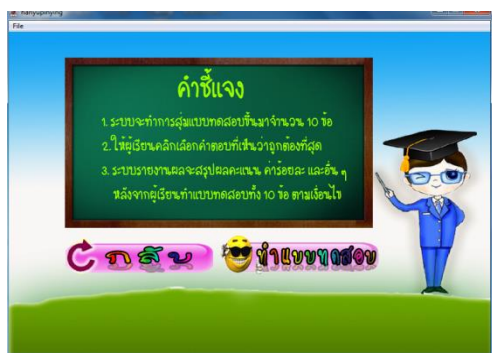 hanyupinying
File
คำชี้แจง
1. ระบบจะทำการสุ่มแบบทดสอบขึ้นมาจำนวน 10 ข้อ
2. ให้ผู้เรียนคลิกเลือกคำตอบที่เห็นว่าถูกต้องที่สุด
3. ระบบรายงานผลจะสรุปผลคะแนน ค่าร้อยละ และอื่น ๆ
หลังจากผู้เรียนทำแบบทดสอบทั้ง 10 ข้อ ตามเงื่อนไข
กลับ
ทำแบบทดสอบ